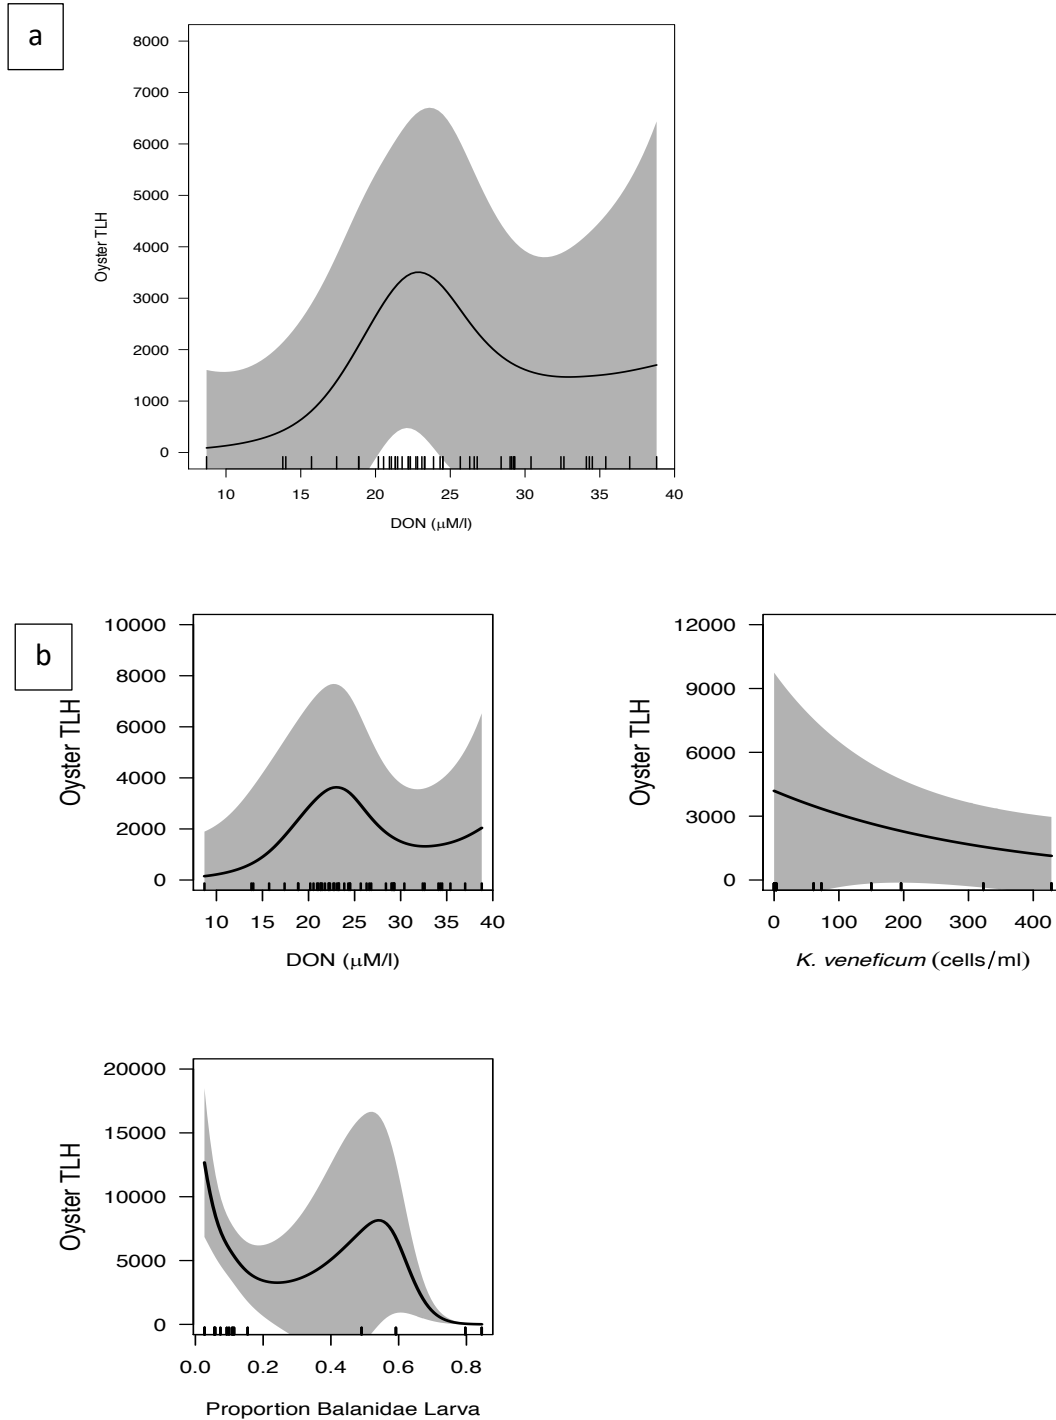 a
8000
7000
6000
5000
4000
3000
2000
1000
0
Oyster TLH
10 15 20 25 30 35 40
DON (μM/l)
b
10000
8000
6000
4000
2000
0
Oyster TLH
10 15 20 25 30 35 40
DON (μM/l)
12000
9000
6000
3000
0
Oyster TLH
0 100 200 300 400
K. veneficum (cells/ml)
20000
15000
10000
5000
0
Oyster TLH
0.0 0.2 0.4 0.6 0.8
Proportion Balanidae Larva